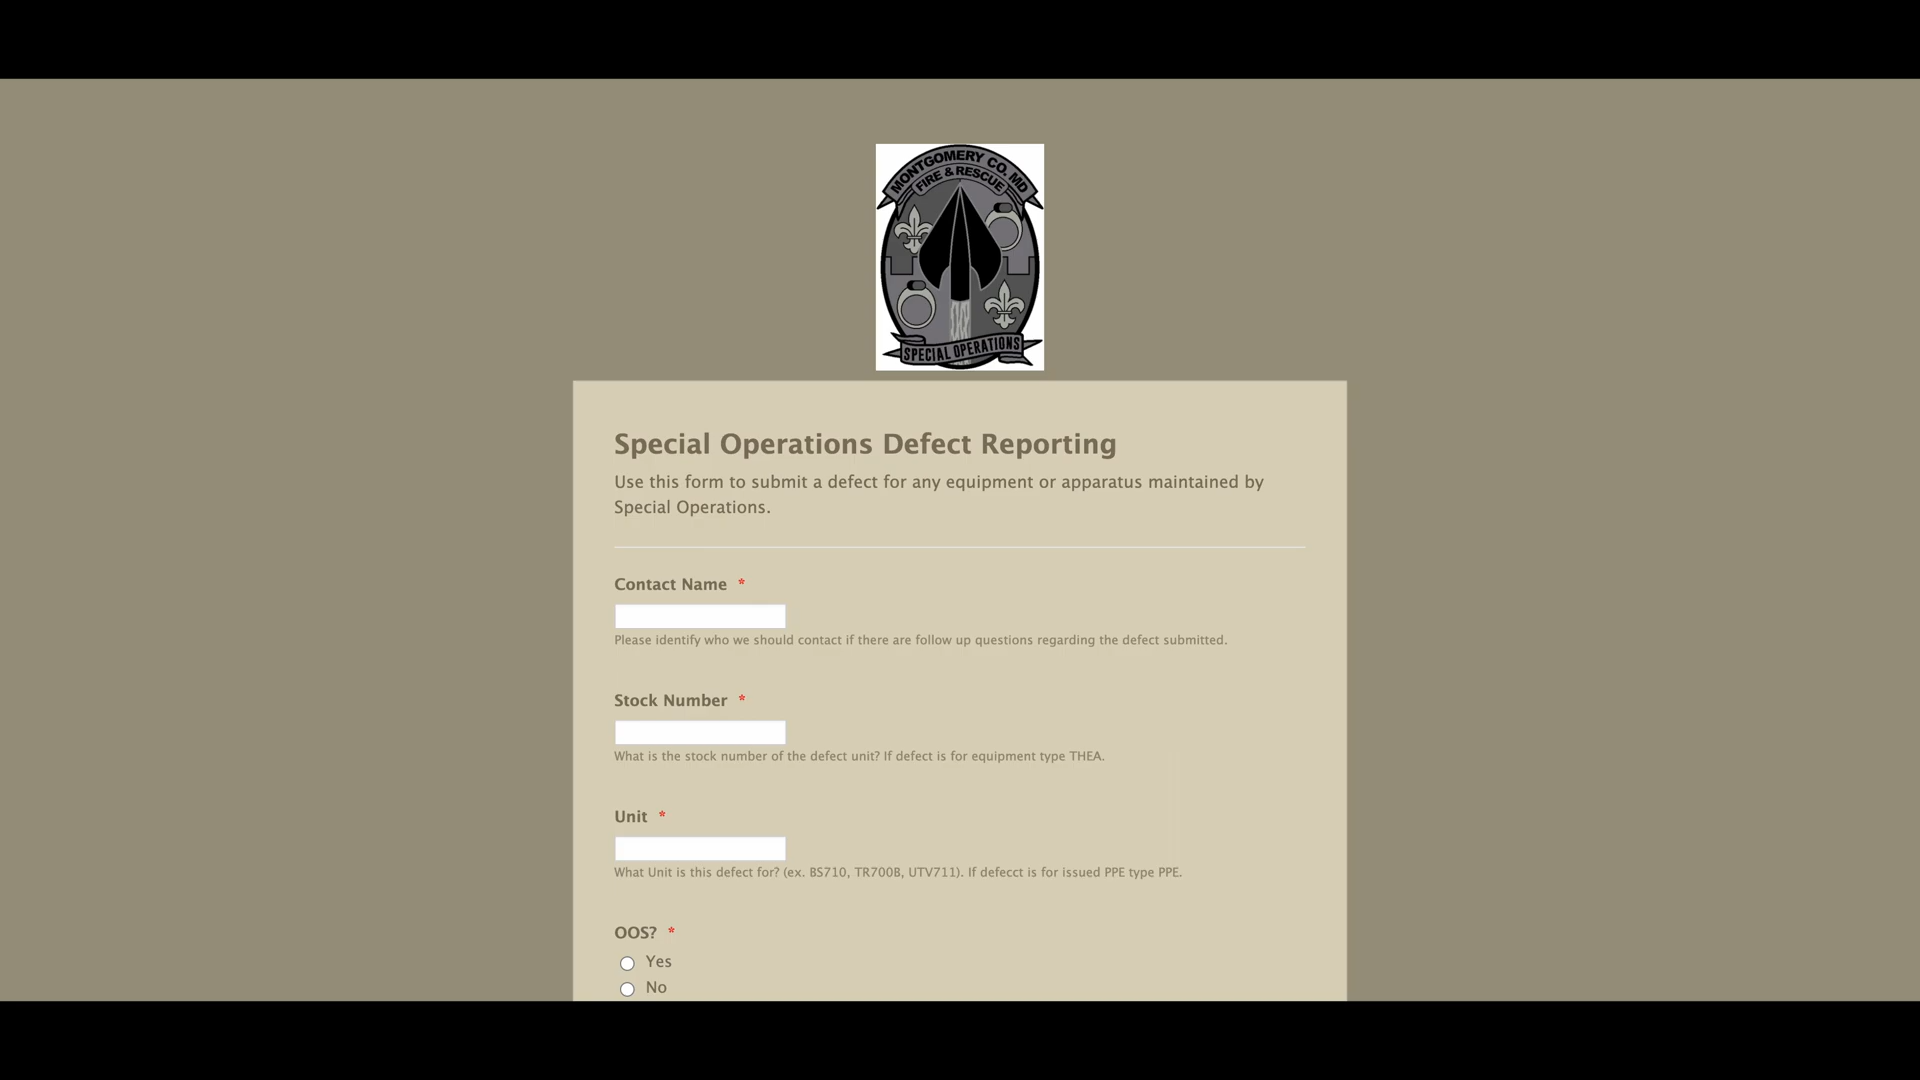 MONTGOMERY CO, MD
FIRE & RESCUE
SPECIAL OPERATIONS
Special Operations Defect Reporting
Use this form to submit a defect for any equipment or apparatus maintained by
Special Operations.
Contact Name *
Please identify who we should contact if there are follow up questions regarding the defect submitted.
Stock Number *
What is the stock number of the defect unit? If defect is for equipment type THEA.
Unit *
What Unit is this defect for? (ex. BS710, TR700B, UTV711). If defecct is for issued PPE type PPE.
OOS? *
Yes
No